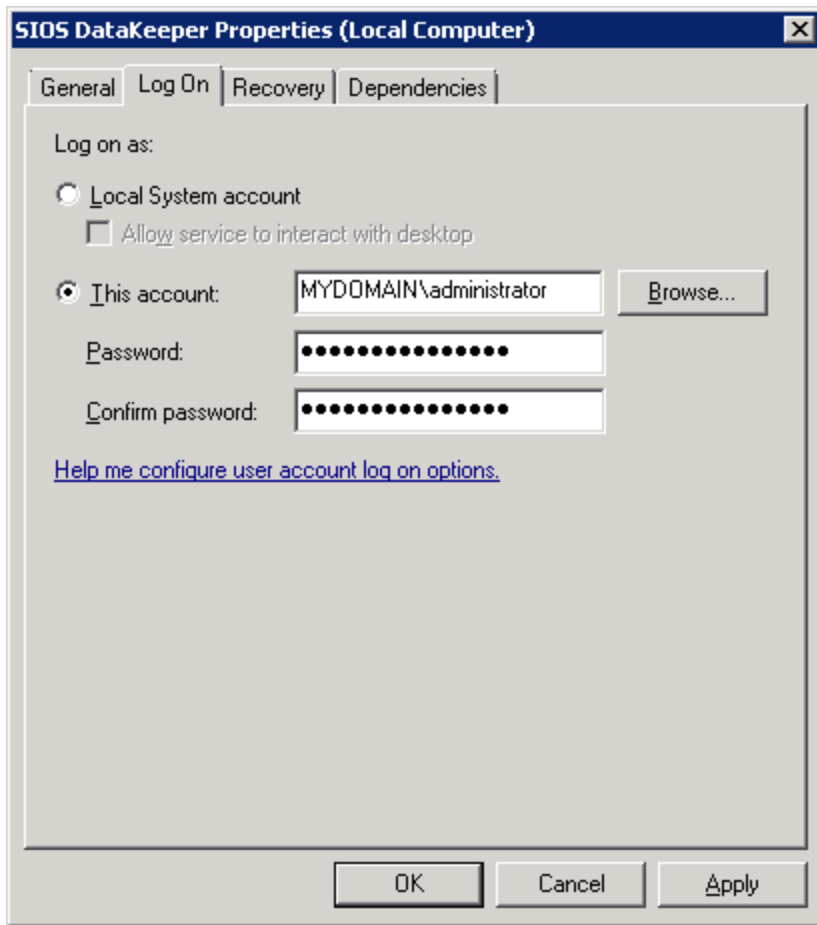 SIOS DataKeeper Properties (Local Computer)
General Log On Recovery Dependencies
Log on as:
Local System account
Allow service to interact with desktop
This account: MYDOMAIN\administrator Browse...
Password: •••••••••••••••
Confirm password: •••••••••••••••
Help me configure user account log on options.
OK Cancel Apply